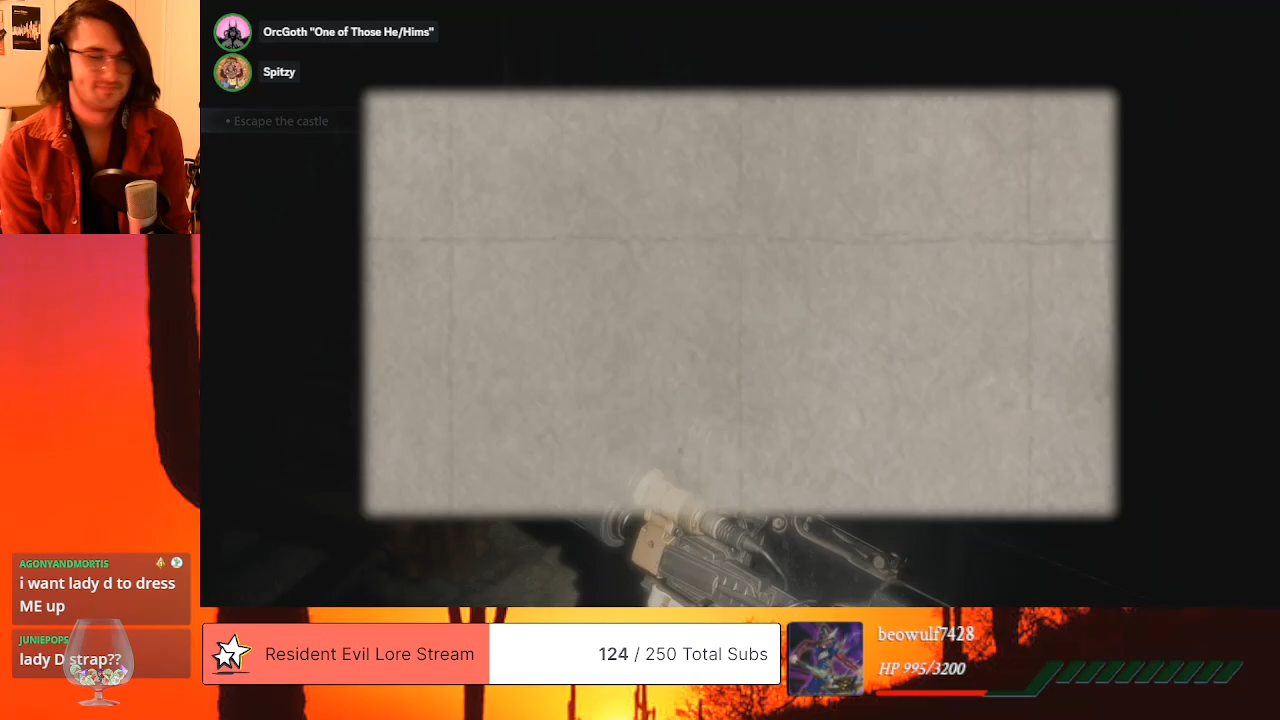 OrcGoth "One of Those He/Hims"
Spitzy
• Escape the castle
AGONYANDMORTIS
i want lady d to dress
ME up
JUNIEPOPS
lady D strap??
Resident Evil Lore Stream
124 / 250 Total Subs
beowulf7428
HP 995/3200